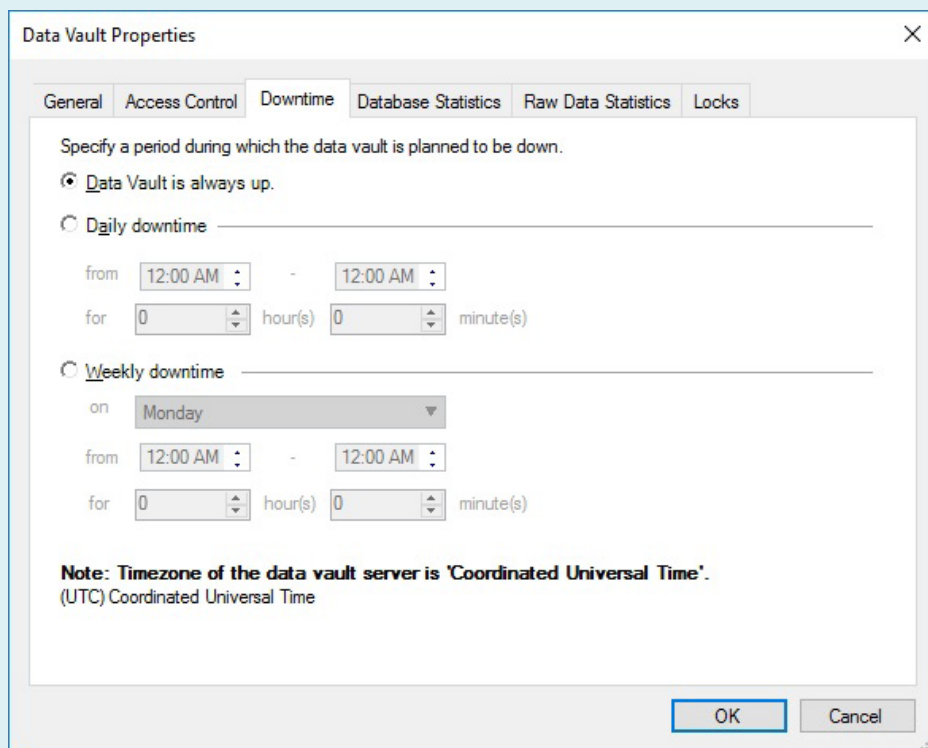 Data Vault Properties
General Access Control Downtime Database Statistics Raw Data Statistics Locks
Specify a period during which the data vault is planned to be down.
Data Vault is always up.
Daily downtime
from 12:00 AM - 12:00 AM
for 0 hour(s) 0 minute(s)
Weekly downtime
on Monday
from 12:00 AM - 12:00 AM
for 0 hour(s) 0 minute(s)
Note: Timezone of the data vault server is 'Coordinated Universal Time'.
(UTC) Coordinated Universal Time
OK Cancel